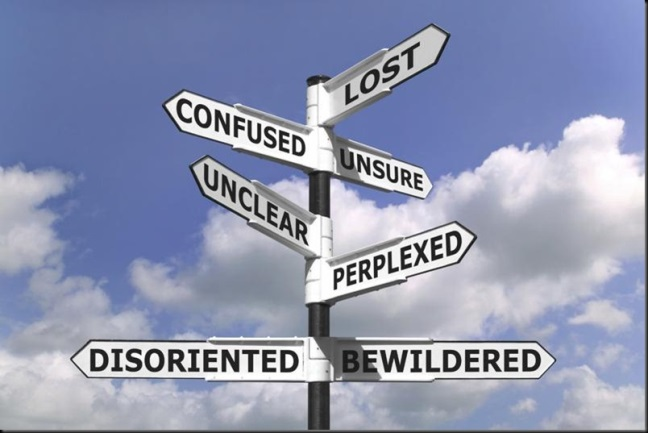 LOST
CONFUSED
UNSURE
UNCLEAR
PERPLEXED
DISORIENTED
BEWILDERED